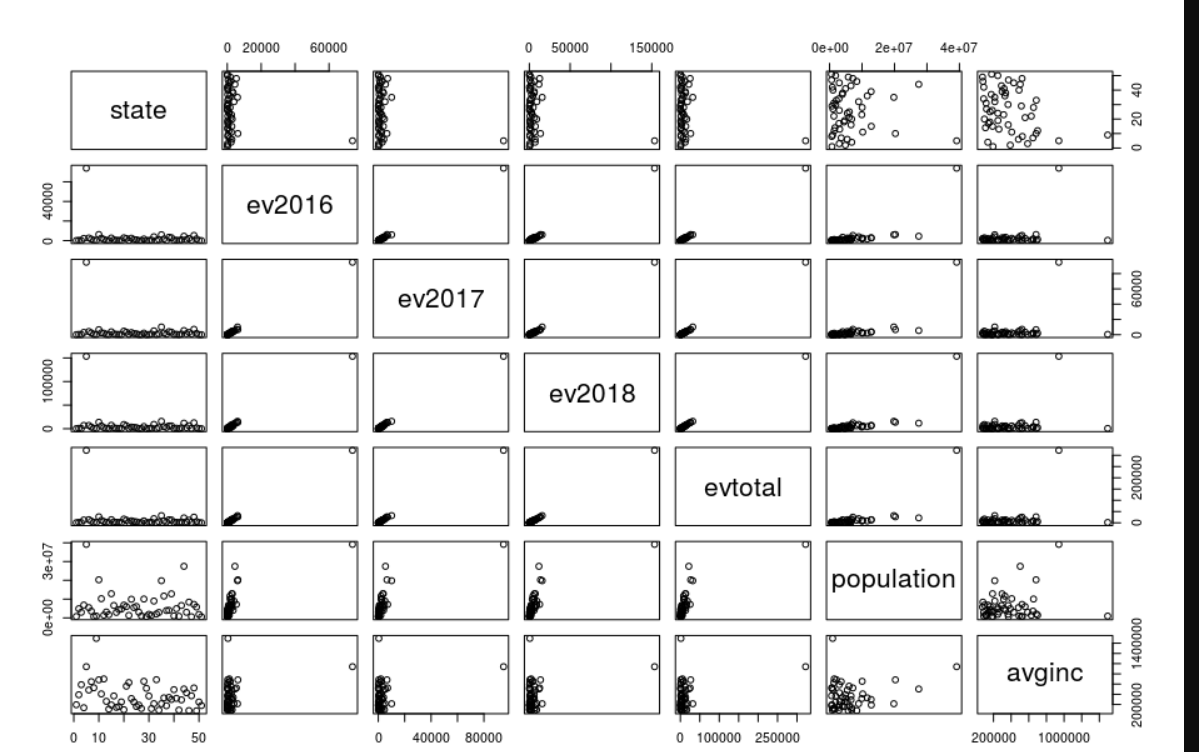 0 20000 60000 0 50000 150000 0e+00 2e+07 4e+07
state 0 20 40
0 40000 ev2016
ev2017 0 60000
0 100000 ev2018
evtotal 0 200000
0e+00 3e+07 population
avginc 200000 1400000
0 10 30 50 0 40000 80000 0 100000 250000 200000 1000000